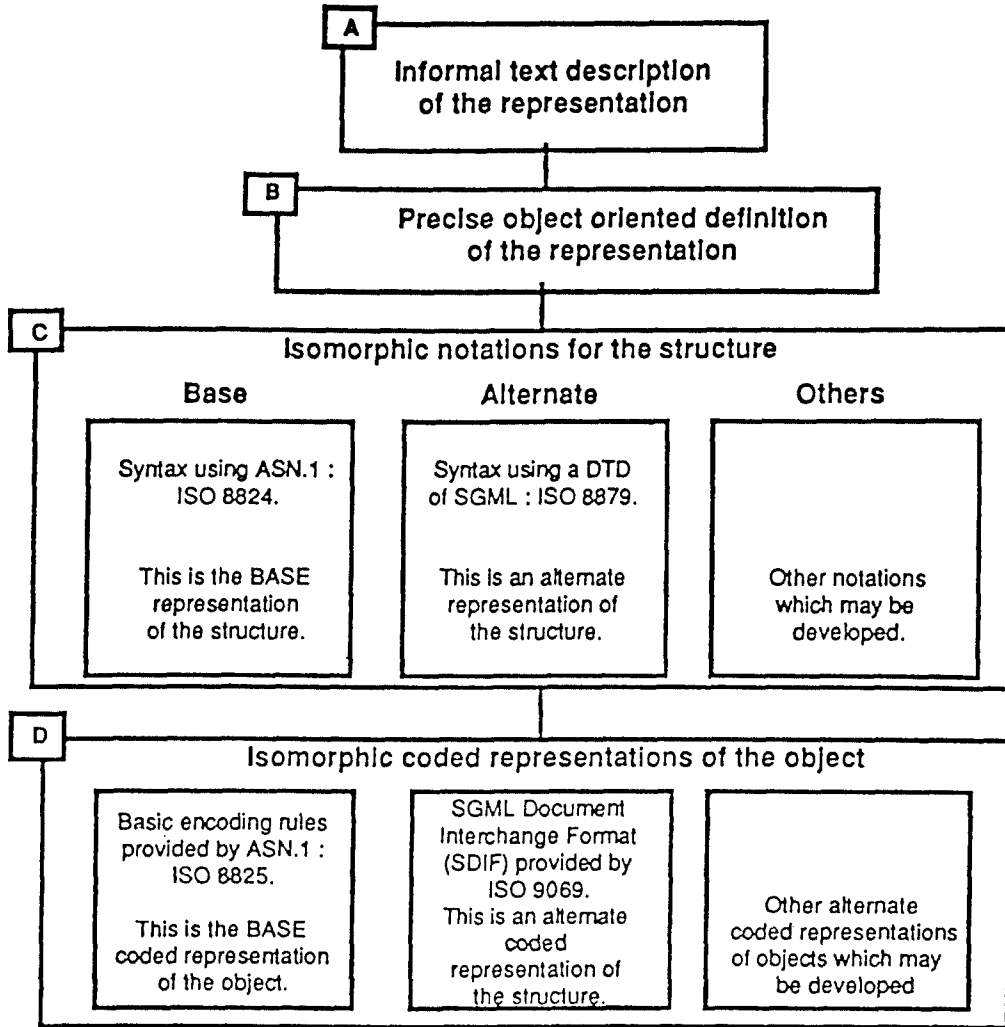 A
Informal text description
of the representation
B
Precise object oriented definition
of the representation
C
Isomorphic notations for the structure
Base
Alternate
Others
Syntax using ASN.1 :
ISO 8824.
This is the BASE
representation
of the structure.
Syntax using a DTD
of SGML : ISO 8879.
This is an alternate
representation of
the structure.
Other notations
which may be
developed.
D
Isomorphic coded representations of the object
Basic encoding rules
provided by ASN.1 :
ISO 8825.
This is the BASE
coded representation
of the object.
SGML Document
Interchange Format
(SDIF) provided by
ISO 9069.
This is an alternate
coded
representation of
the structure.
Other alternate
coded representations
of objects which may
be developed